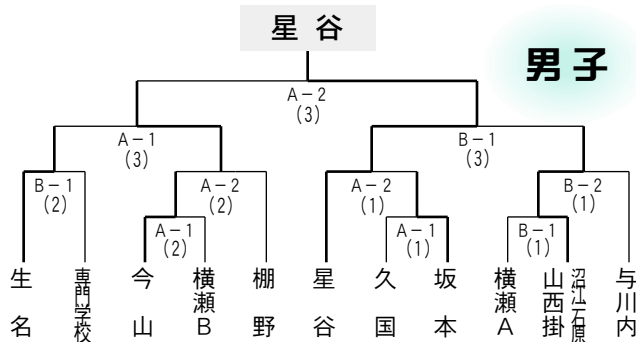 星谷
男子
A－2
(3)
A－1
(3)
B－1
(3)
B－1
(2)
A－2
(2)
A－2
(1)
B－2
(1)
A－1
(2)
A－1
(1)
B－1
(1)
生名
専門学校
今山
横瀬B
棚野
星谷
久国
坂本
横瀬A
山西掛
沼江石原
与川内